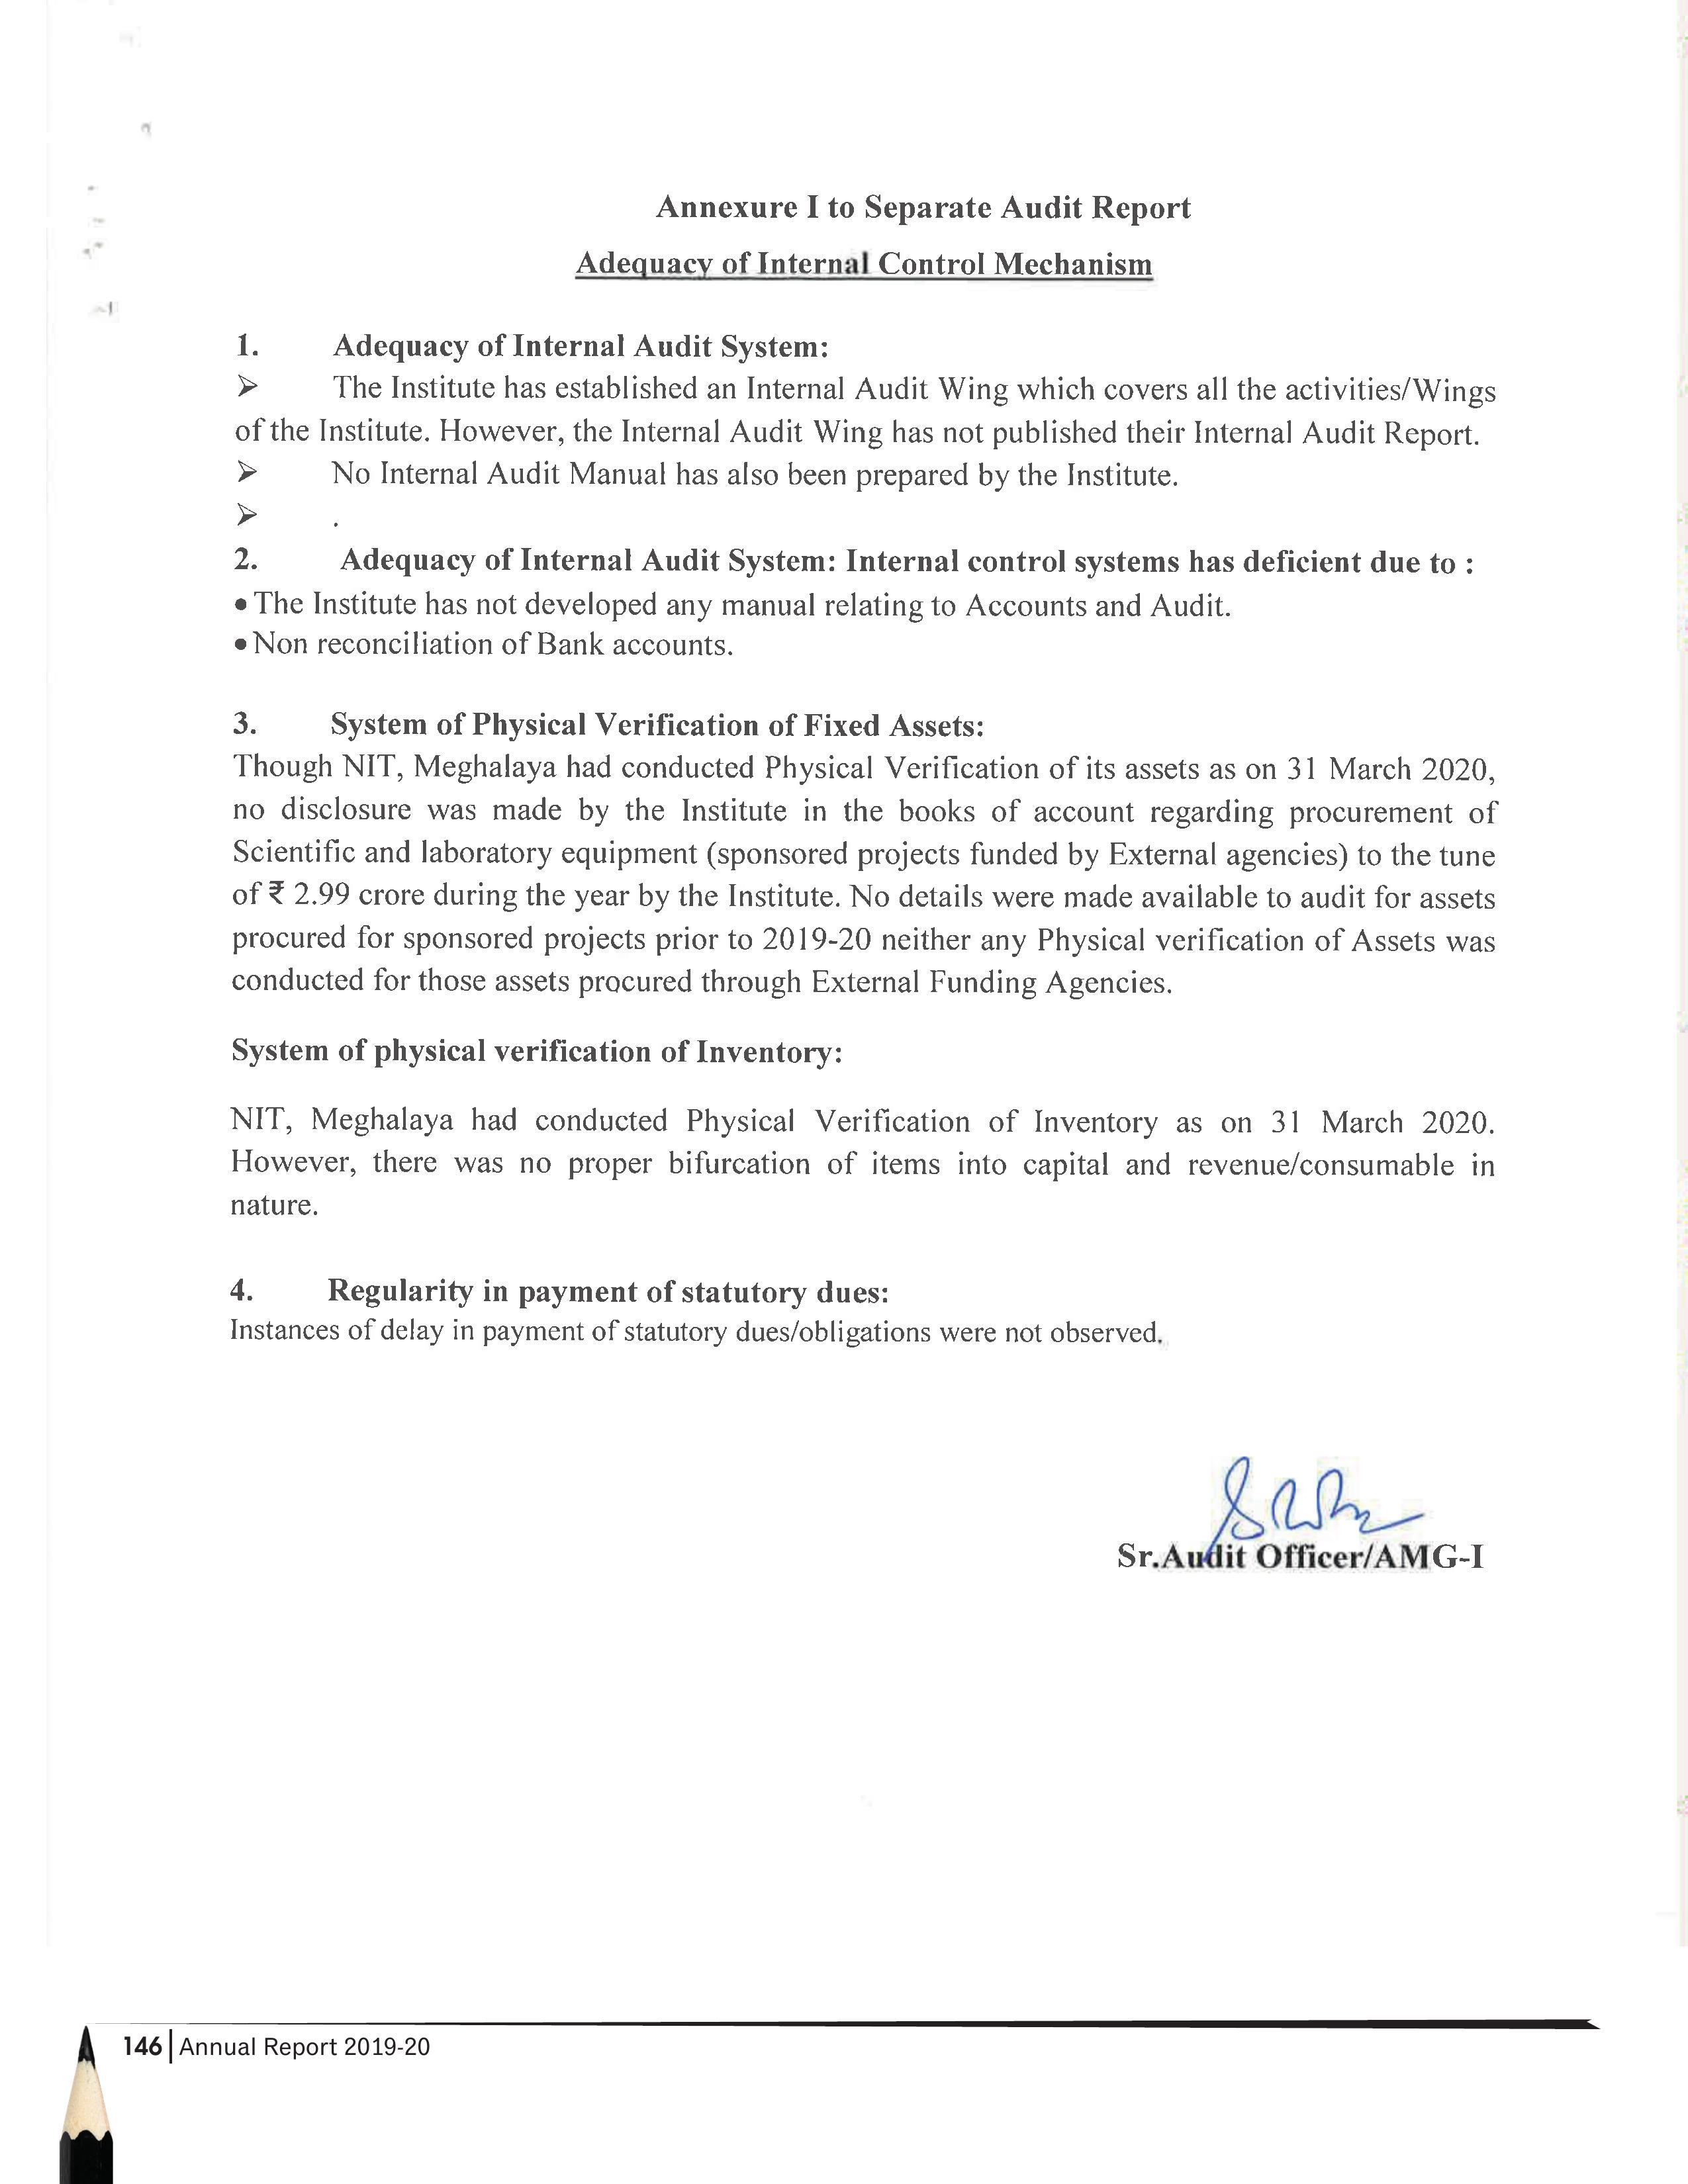 Annexure I to Separate Audit Report
Adequacy of Internal Control Mechanism
1. Adequacy of Internal Audit System:
➢ The Institute has established an Internal Audit Wing which covers all the activities/Wings
of the Institute. However, the Internal Audit Wing has not published their Internal Audit Report.
➢ No Internal Audit Manual has also been prepared by the Institute.
➢ .
2. Adequacy of Internal Audit System: Internal control systems has deficient due to :
• The Institute has not developed any manual relating to Accounts and Audit.
• Non reconciliation of Bank accounts.
3. System of Physical Verification of Fixed Assets:
Though NIT, Meghalaya had conducted Physical Verification of its assets as on 31 March 2020,
no disclosure was made by the Institute in the books of account regarding procurement of
Scientific and laboratory equipment (sponsored projects funded by External agencies) to the tune
of ₹ 2.99 crore during the year by the Institute. No details were made available to audit for assets
procured for sponsored projects prior to 2019-20 neither any Physical verification of Assets was
conducted for those assets procured through External Funding Agencies.
System of physical verification of Inventory:
NIT, Meghalaya had conducted Physical Verification of Inventory as on 31 March 2020.
However, there was no proper bifurcation of items into capital and revenue/consumable in
nature.
4. Regularity in payment of statutory dues:
Instances of delay in payment of statutory dues/obligations were not observed.
Sr.Audit Officer/AMG-I
146 | Annual Report 2019-20